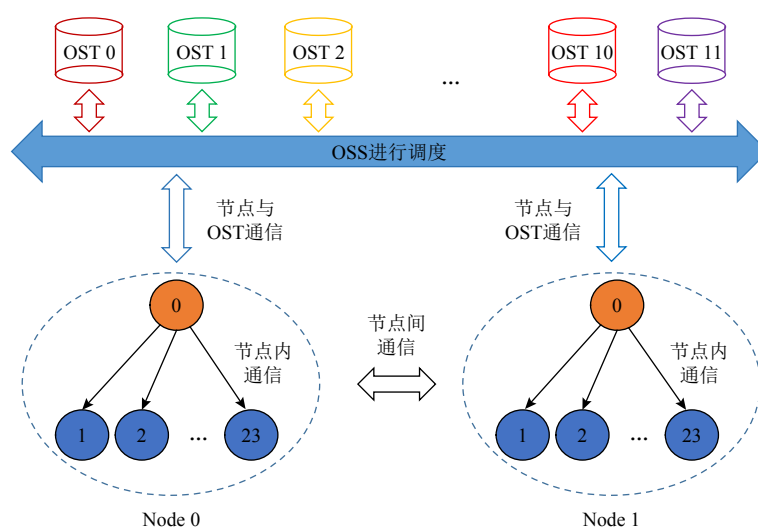 OST 0
OST 1
OST 2
...
OST 10
OST 11
OSS进行调度
节点与
OST通信
节点与
OST通信
0
节点内
通信
1
2
...
23
节点间
通信
0
节点内
通信
1
2
...
23
Node 0
Node 1